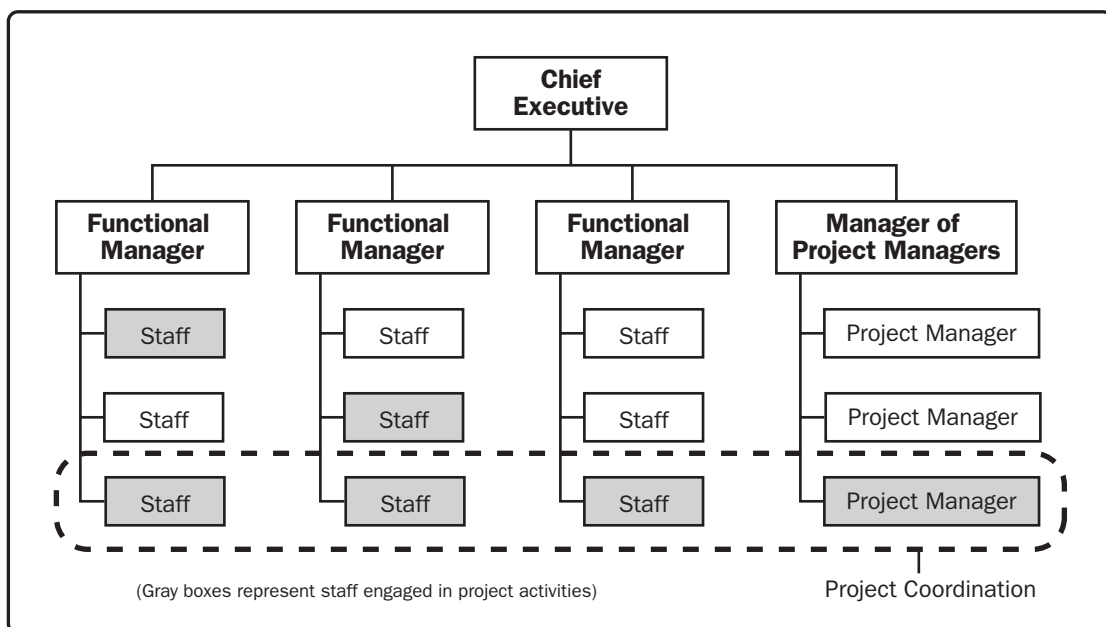 Chief
Executive
Functional
Manager
Functional
Manager
Functional
Manager
Manager of
Project Managers
Staff
Staff
Staff
Project Manager
Staff
Staff
Staff
Project Manager
Staff
Staff
Staff
Project Manager
(Gray boxes represent staff engaged in project activities)
Project Coordination